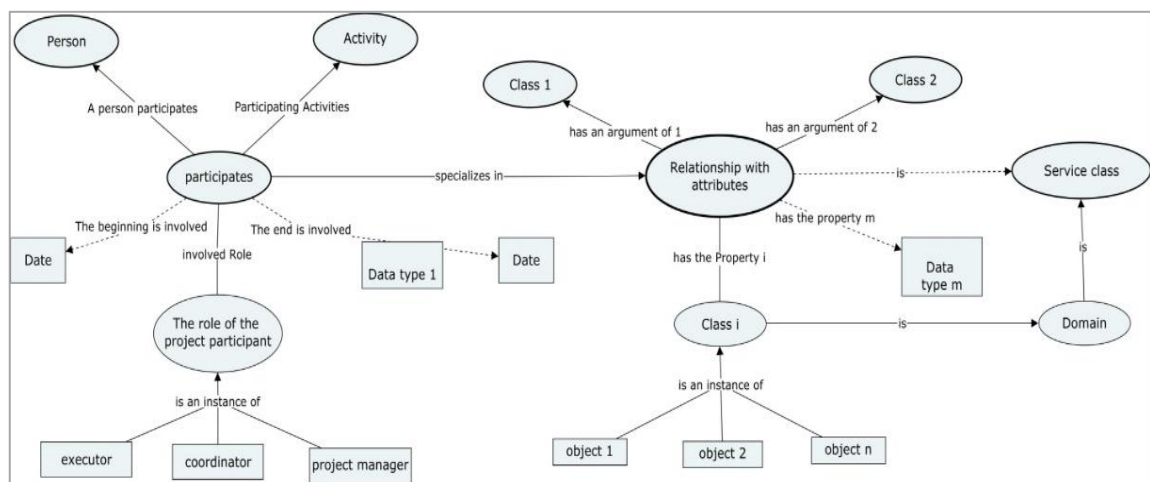 Person
Activity
Class 1
Class 2
A person participates
Participating Activities
has an argument of 1
has an argument of 2
participates
specializes in
Relationship with
attributes
is
Service class
The beginning is involved
The end is involved
has the property m
Date
involved Role
Data type 1
Date
has the Property i
Data
type m
is
The role of the
project participant
Class i
is
Domain
is an instance of
is an instance of
executor
coordinator
project manager
object 1
object 2
object n